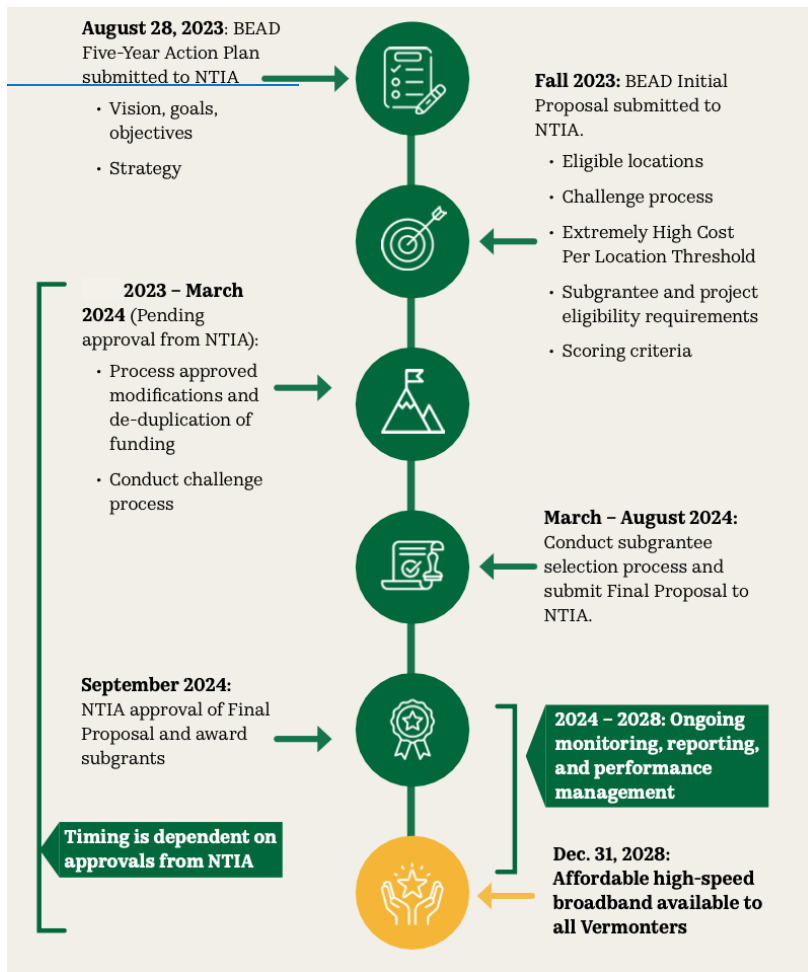 August 28, 2023: BEAD
Five-Year Action Plan
submitted to NTIA
• Vision, goals,
objectives
• Strategy
Fall 2023: BEAD Initial
Proposal submitted to
NTIA.
• Eligible locations
• Challenge process
• Extremely High Cost
Per Location Threshold
• Subgrantee and project
eligibility requirements
• Scoring criteria
2023 – March
2024 (Pending
approval from NTIA):
• Process approved
modifications and
de-duplication of
funding
• Conduct challenge
process
March – August 2024:
Conduct subgrantee
selection process and
submit Final Proposal to
NTIA.
September 2024:
NTIA approval of Final
Proposal and award
subgrants
2024 – 2028: Ongoing
monitoring, reporting,
and performance
management
Timing is dependent on
approvals from NTIA
Dec. 31, 2028:
Affordable high-speed
broadband available to
all Vermonters